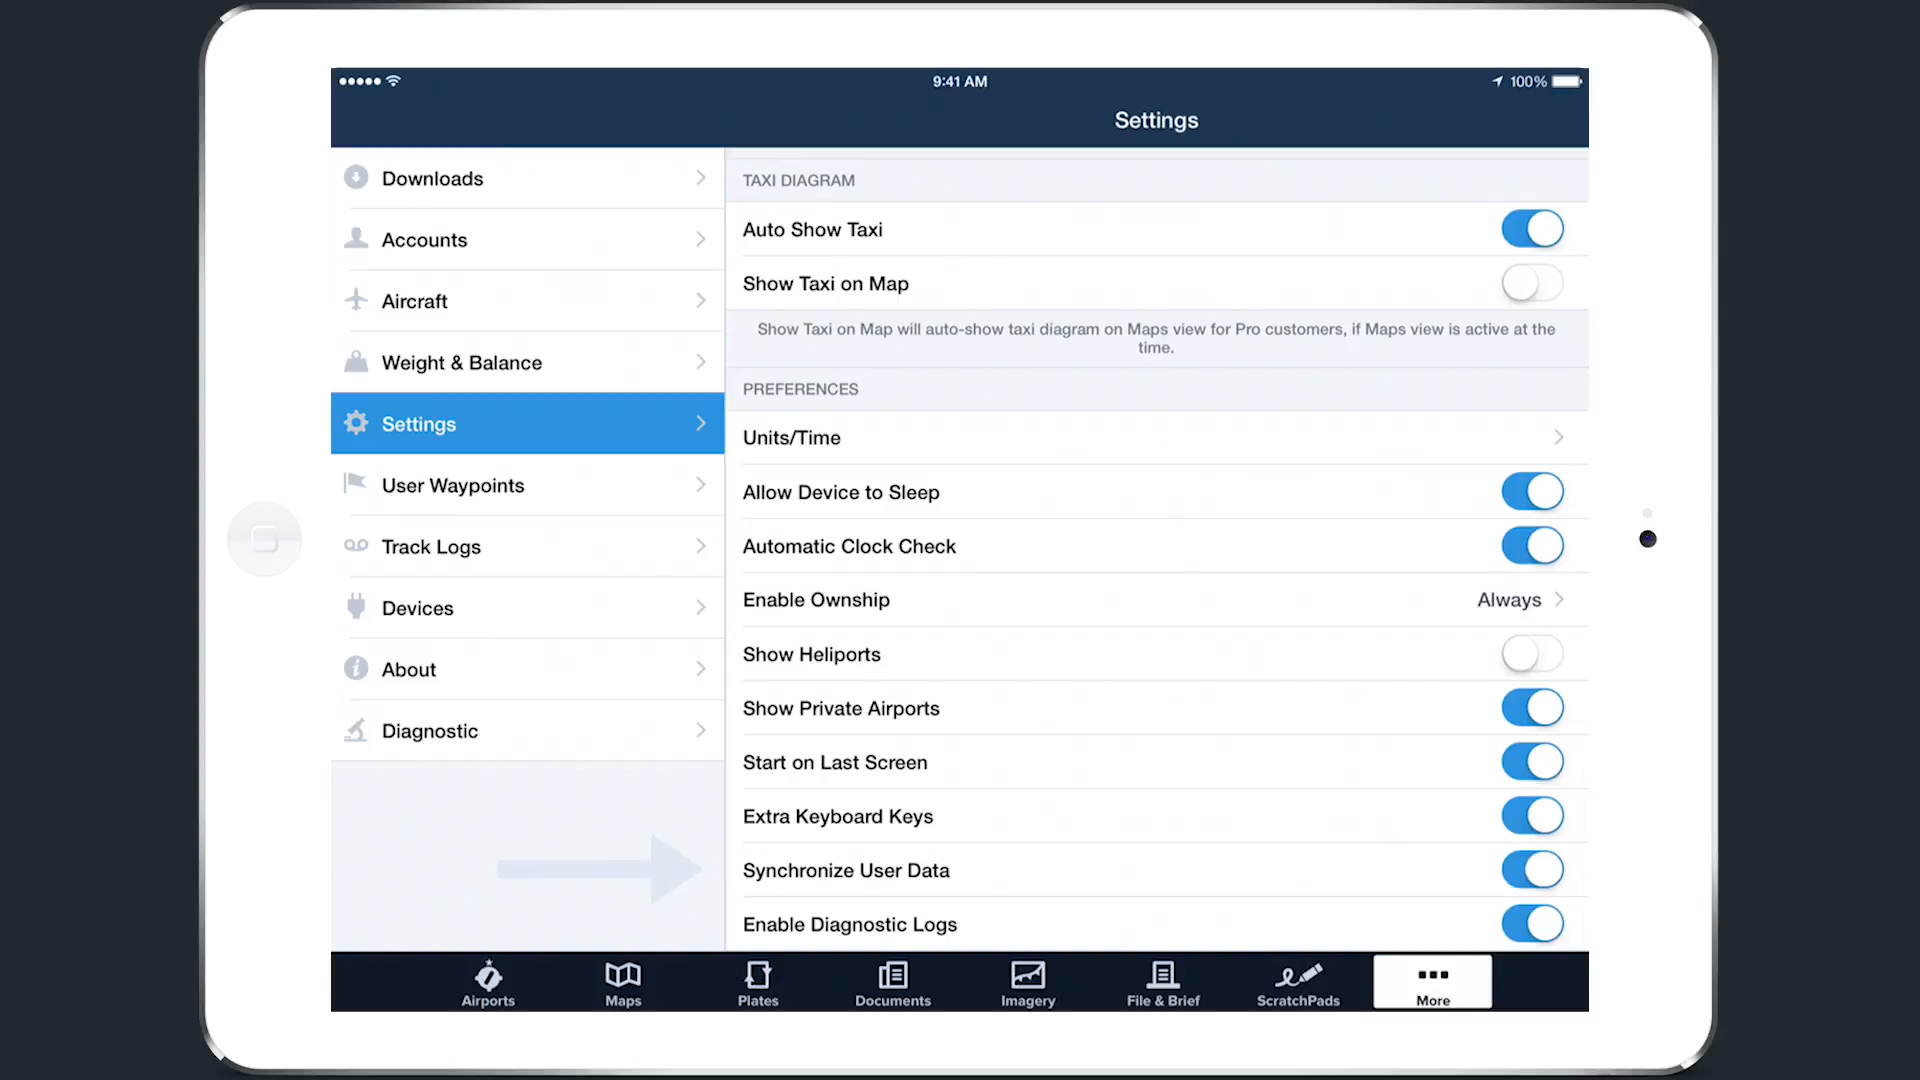 9:41 AM
100%
Settings
Downloads
Accounts
Aircraft
Weight & Balance
Settings
User Waypoints
Track Logs
Devices
About
Diagnostic
TAXI DIAGRAM
Auto Show Taxi
Show Taxi on Map
Show Taxi on Map will auto-show taxi diagram on Maps view for Pro customers, if Maps view is active at the
time.
PREFERENCES
Units/Time
Allow Device to Sleep
Automatic Clock Check
Enable Ownship Always
Show Heliports
Show Private Airports
Start on Last Screen
Extra Keyboard Keys
Synchronize User Data
Enable Diagnostic Logs
Airports
Maps
Plates
Documents
Imagery
File & Brief
ScratchPads
More